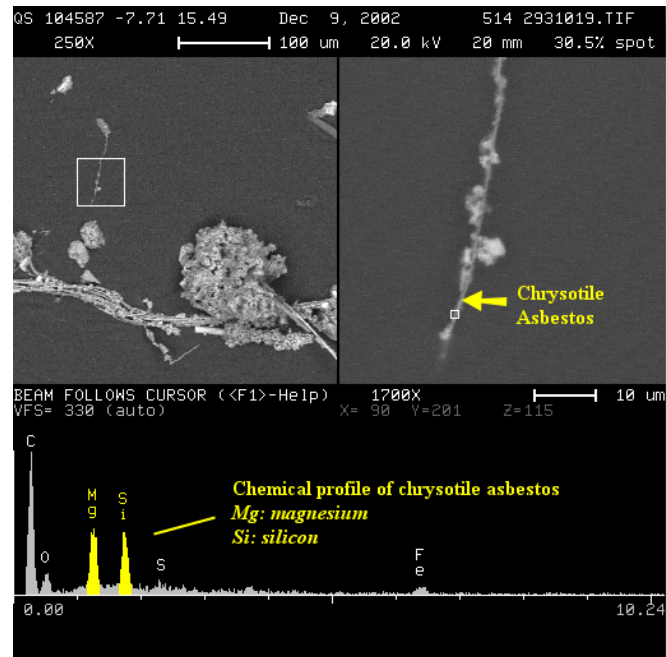 QS 104587 -7.71 15.49 Dec 9, 2002 514 2931019.TIF
250X 100 um 20.0 kV 20 mm 30.5% spot
Chrysotile
Asbestos
BEAM FOLLOWS CURSOR (<F1>-Help) 1700X 10 um
VFS= 330 (auto) X= 90 Y=201 Z=115
C
Mg Si
Chemical profile of chrysotile asbestos
Mg: magnesium
Si: silicon
O S Fe
0.00 10.24